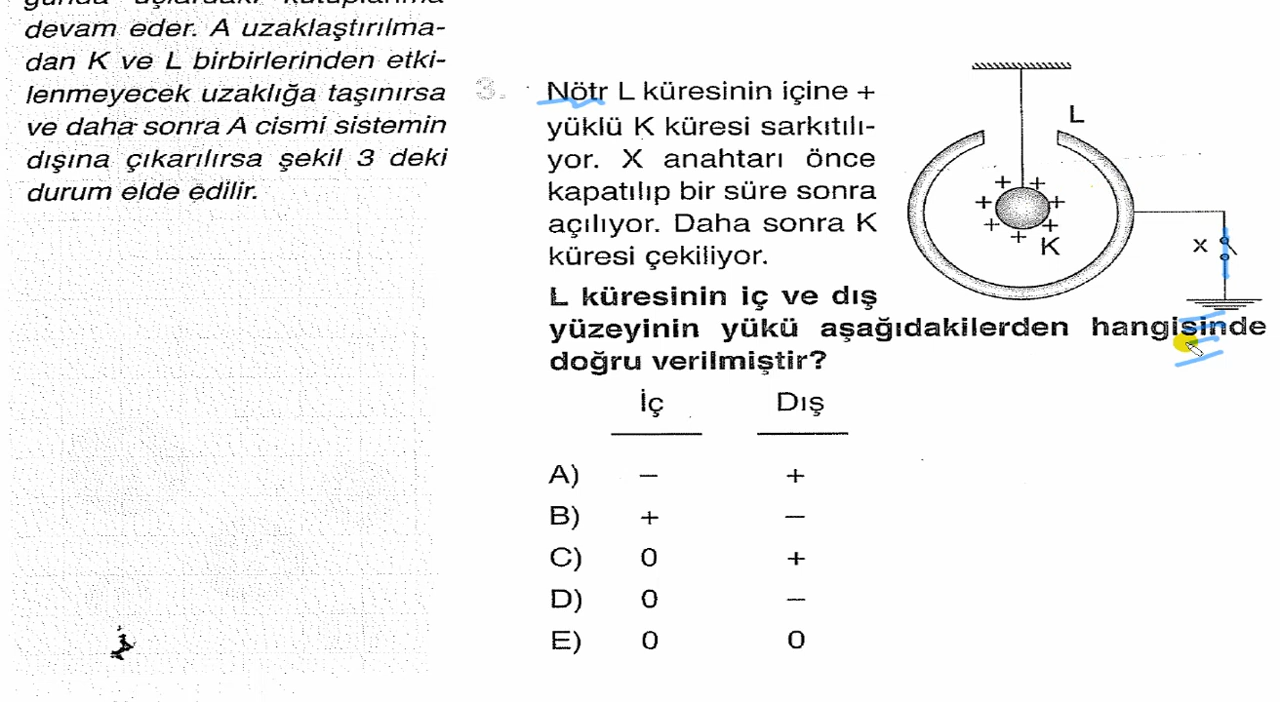 devam eder. A uzaklaştırılma-
dan K ve L birbirlerinden etki-
lenmeyecek uzaklığa taşınırsa
ve daha sonra A cismi sistemin
dışına çıkarılırsa şekil 3 deki
durum elde edilir.
3. Nötr L küresinin içine +
yüklü K küresi sarkıtılı-
yor. X anahtarı önce
kapatılıp bir süre sonra
açılıyor. Daha sonra K
küresi çekiliyor.
L küresinin iç ve dış
yüzeyinin yükü aşağıdakilerden hangisinde
doğru verilmiştir?
L
+ +
+ +
+ +
+
K
X
İç Dış
A) − +
B) + −
C) 0 +
D) 0 −
E) 0 0